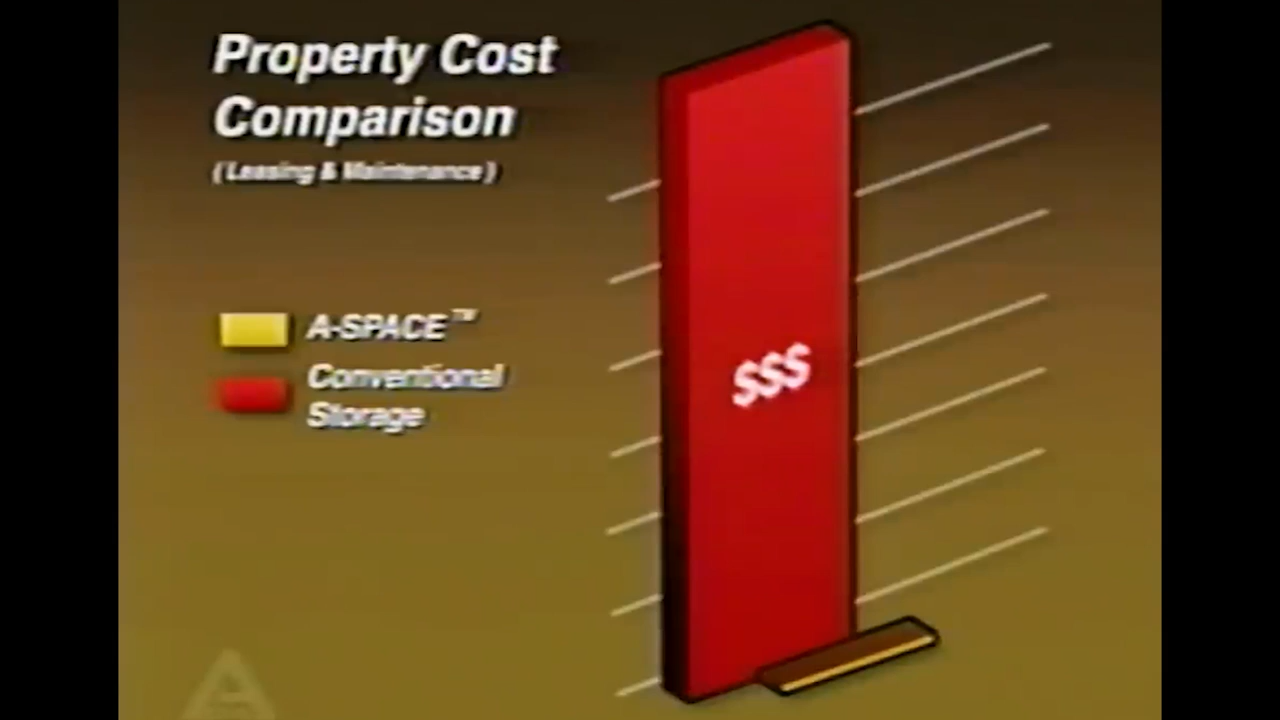 Property Cost
Comparison
(Leasing & Maintenance)
A-SPACE™
Conventional
Storage
$$$